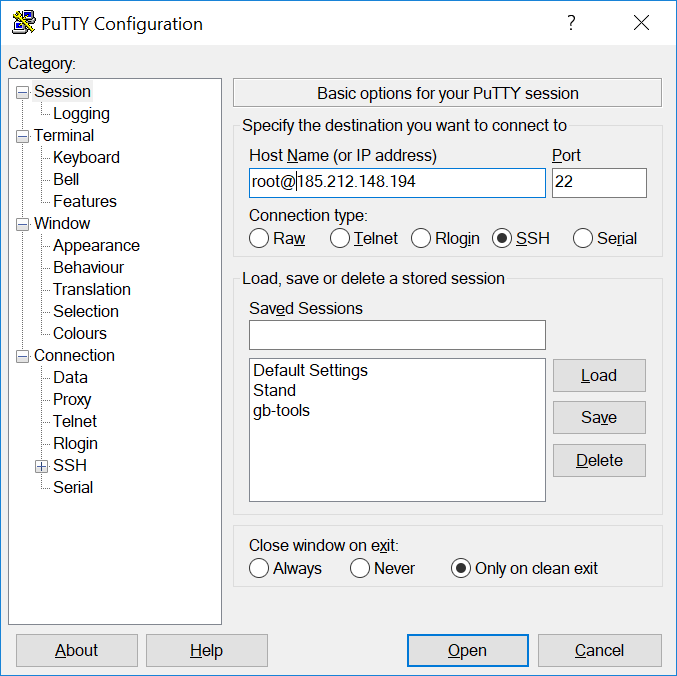 PuTTY Configuration
?
Category:
Session
Logging
Terminal
Keyboard
Bell
Features
Window
Appearance
Behaviour
Translation
Selection
Colours
Connection
Data
Proxy
Telnet
Rlogin
SSH
Serial
Basic options for your PuTTY session
Specify the destination you want to connect to
Host Name (or IP address) Port
root@185.212.148.194 22
Connection type:
Raw Telnet Rlogin SSH Serial
Load, save or delete a stored session
Saved Sessions
Default Settings
Stand
gb-tools
Load
Save
Delete
Close window on exit:
Always Never Only on clean exit
About Help Open Cancel